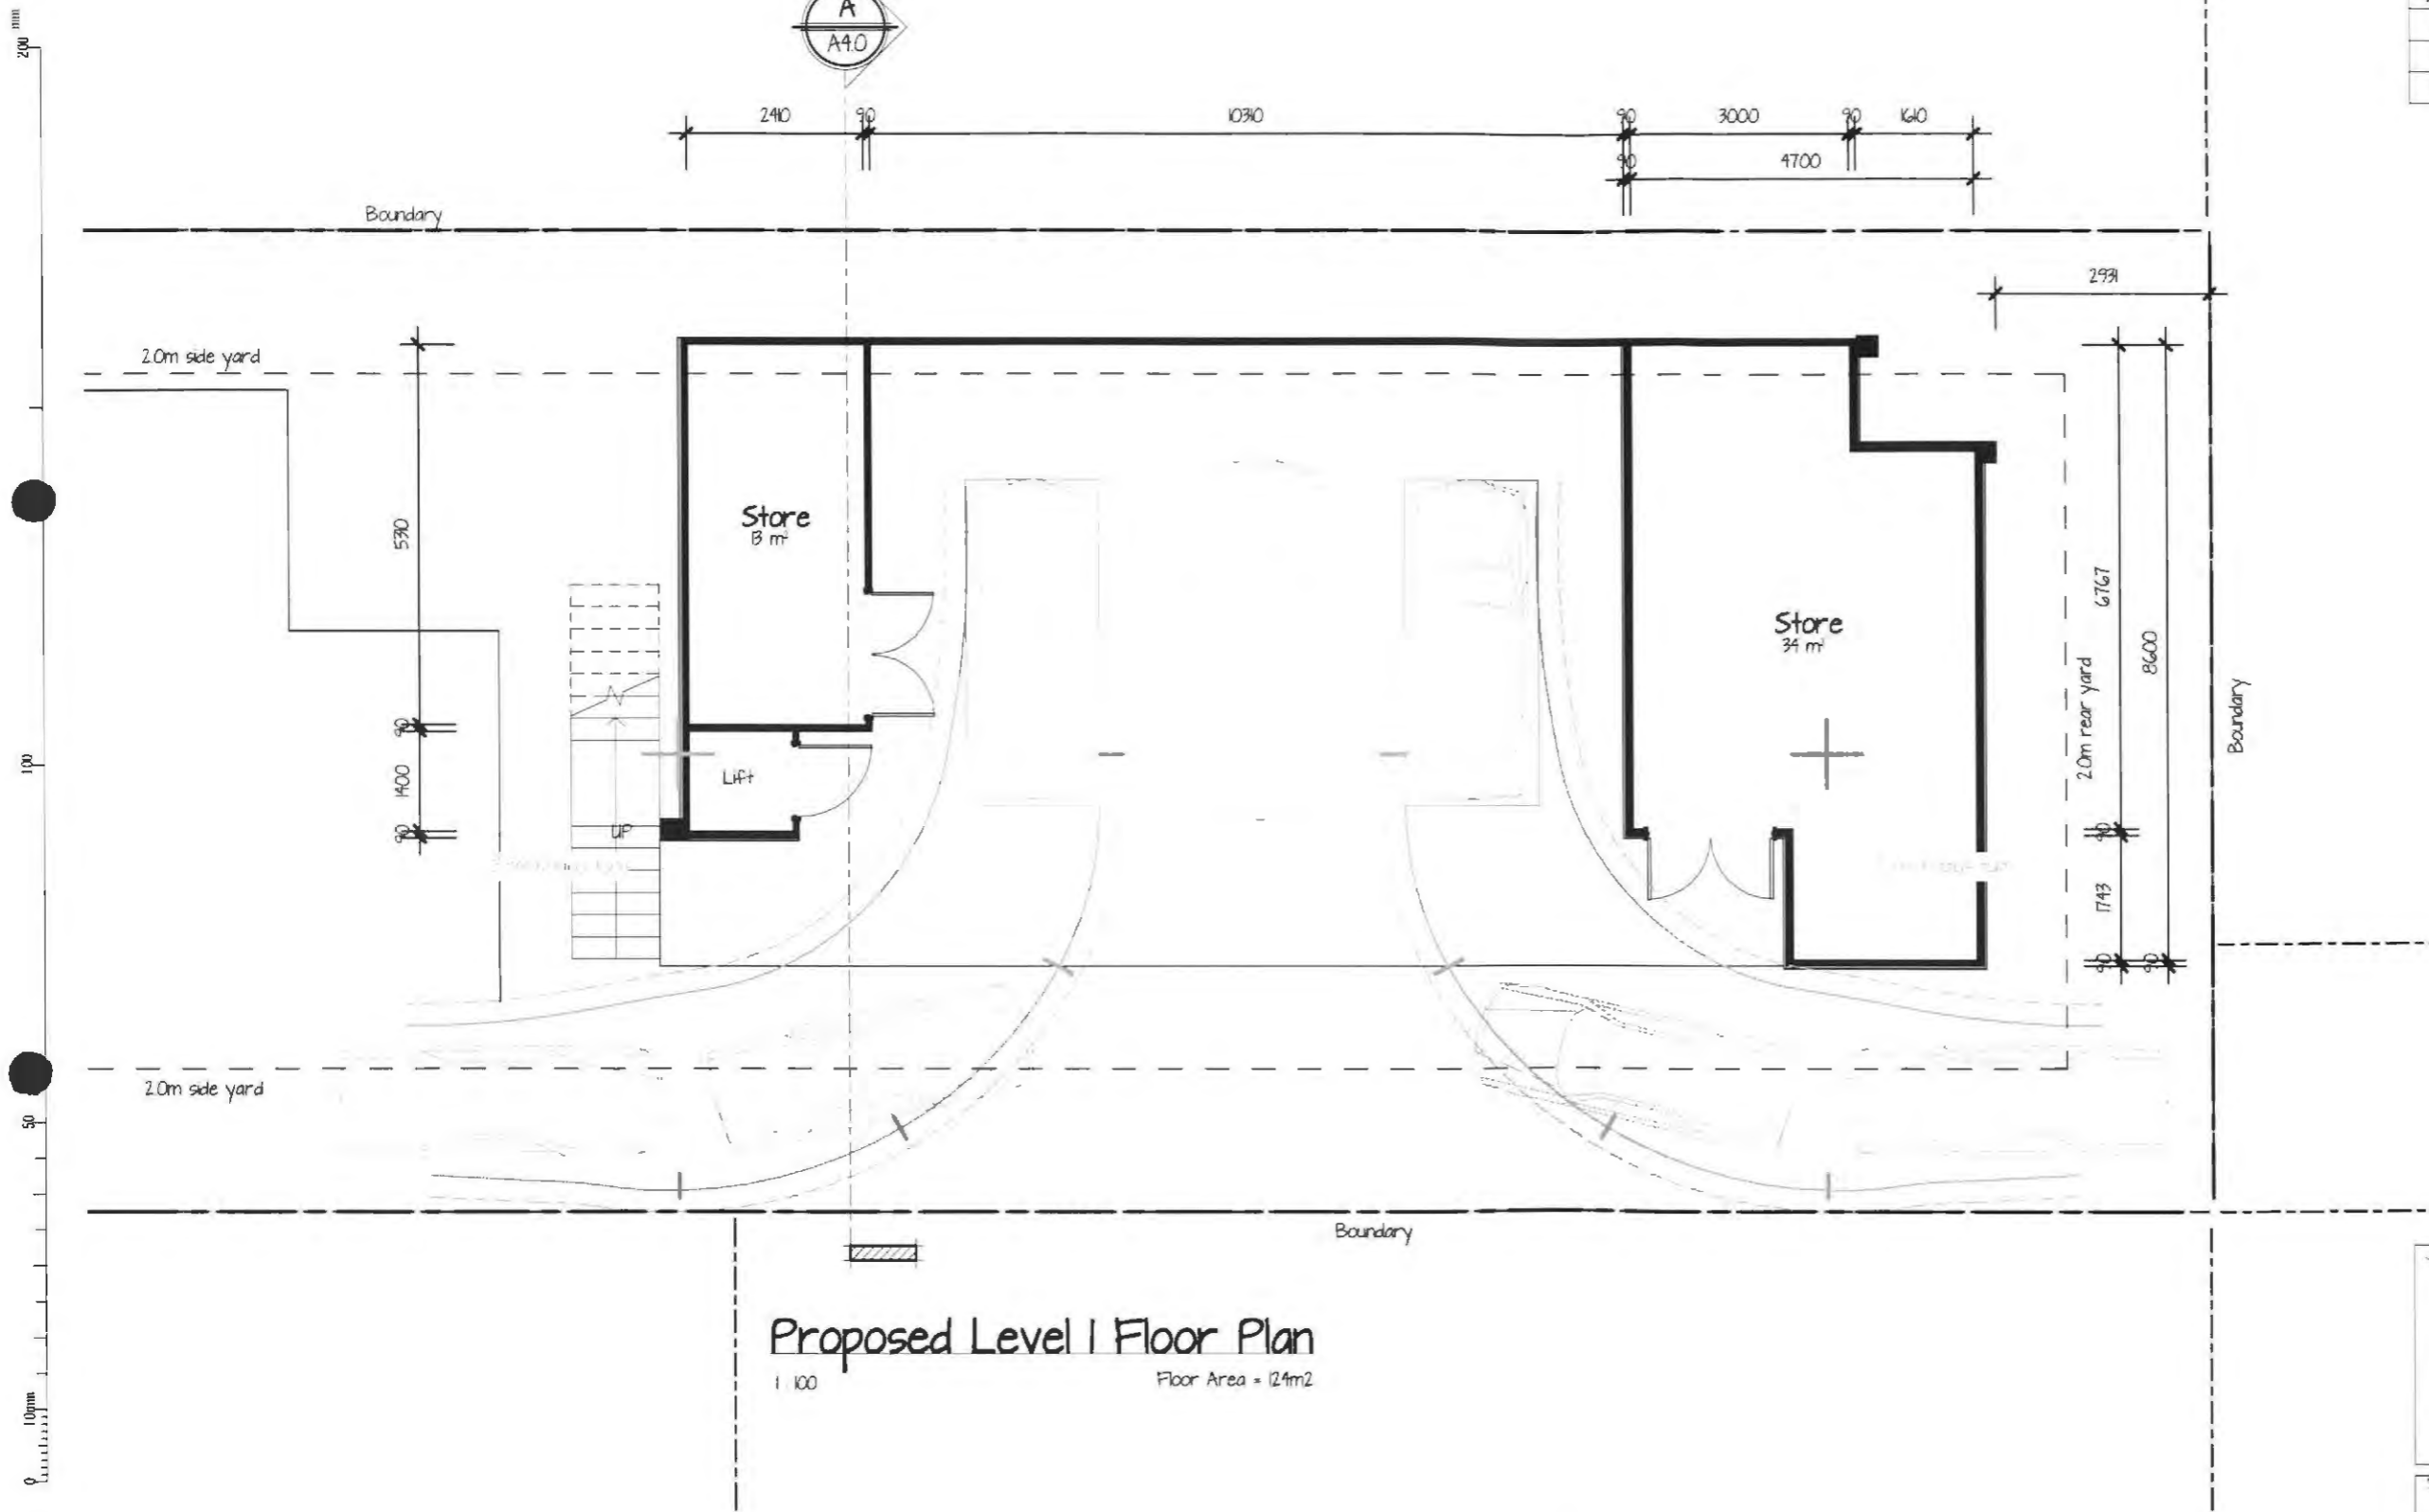 200 mm
A
A4.0
2410
90
10310
90
3000
90
1610
90
4700
Boundary
2931
2.0m side yard
5310
Store
13 m²
Store
34 m²
6767
8600
2.0m rear yard
Boundary
90
1400
90
Lift
UP
100
90
1743
90
90
2.0m side yard
50
Boundary
Proposed Level 1 Floor Plan
1 : 100
Floor Area = 124m2
10mm
0